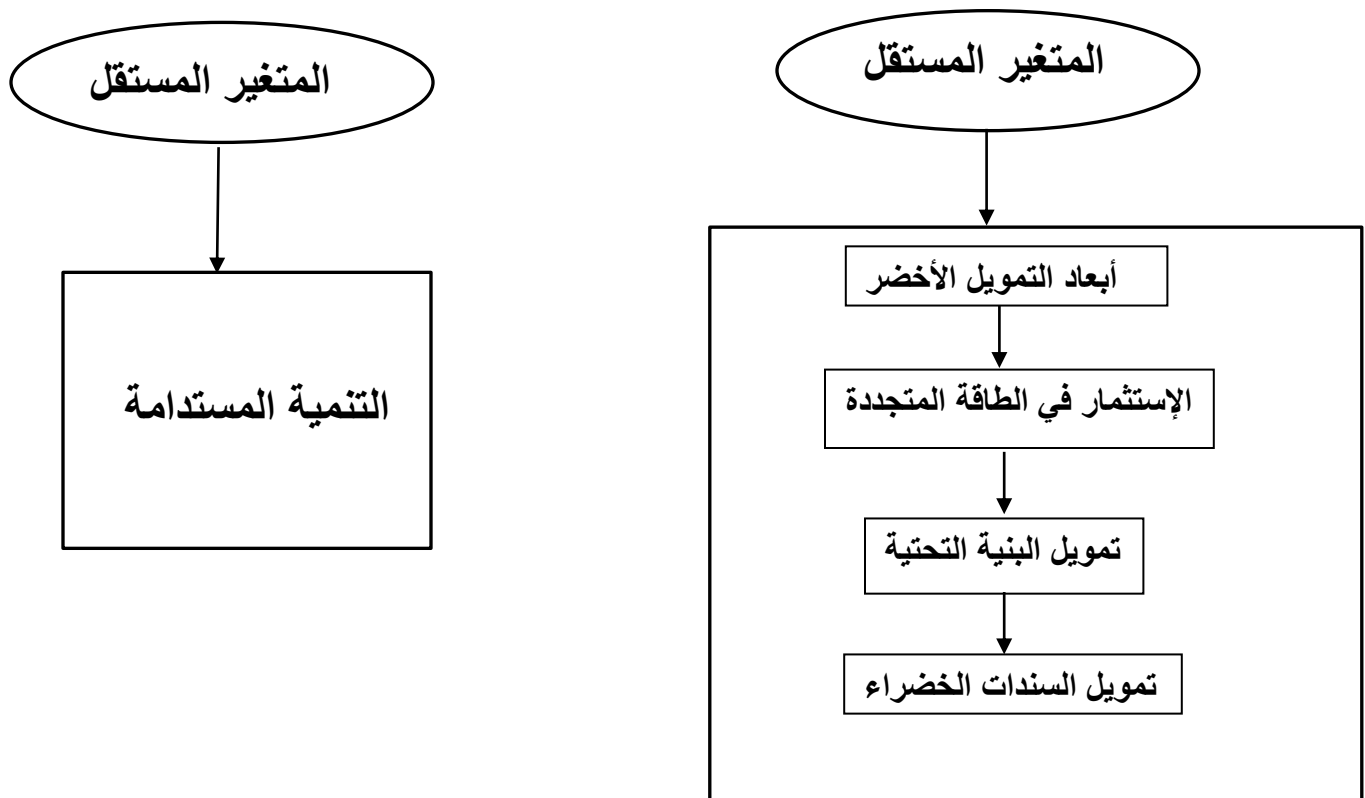 المتغير المستقل
أبعاد التمويل الأخضر
الإستثمار في الطاقة المتجددة
تمويل البنية التحتية
تمويل السندات الخضراء
المتغير المستقل
التنمية المستدامة